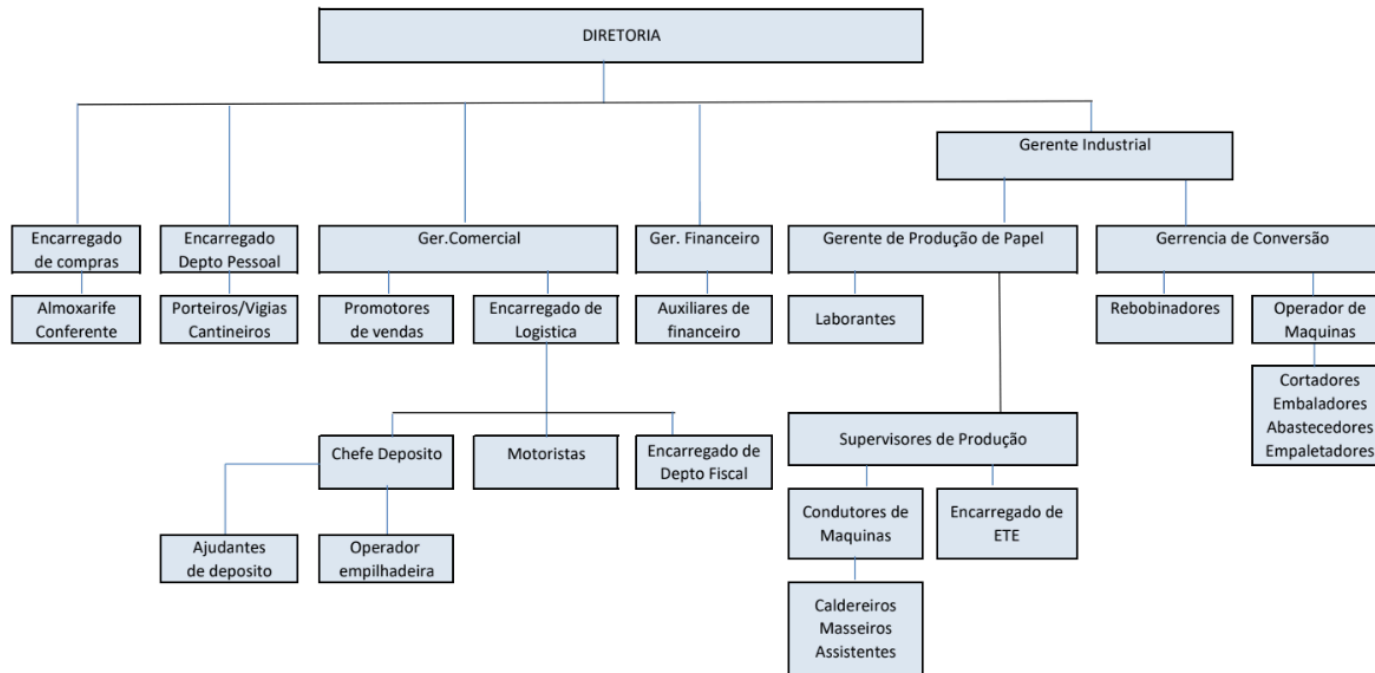 DIRETORIA
Gerente Industrial
Encarregado
de compras
Encarregado
Depto Pessoal
Ger.Comercial
Ger. Financeiro
Gerente de Produção de Papel
Gerrencia de Conversão
Almoxarife
Conferente
Porteiros/Vigias
Cantineiros
Promotores
de vendas
Encarregado de
Logistica
Auxiliares de
financeiro
Laborantes
Rebobinadores
Operador de
Maquinas
Cortadores
Embaladores
Abastecedores
Empaletadores
Chefe Deposito
Motoristas
Encarregado de
Depto Fiscal
Supervisores de Produção
Condutores de
Maquinas
Encarregado de
ETE
Ajudantes
de deposito
Operador
empilhadeira
Caldereiros
Masseiros
Assistentes